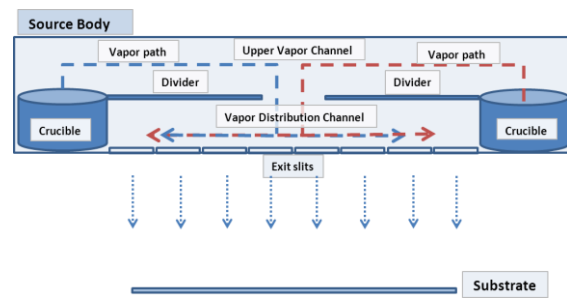 Source Body
Vapor path
Upper Vapor Channel
Vapor path
Divider
Divider
Crucible
Vapor Distribution Channel
Crucible
Exit slits
Substrate